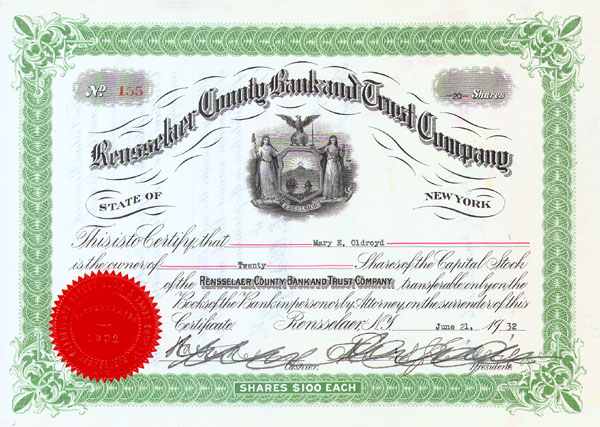 No 155
-20- Shares
Rensselaer County Bank and Trust Company
STATE OF NEW YORK
EXCELSIOR
This is to Certify, that Mary E. Oldroyd
is the owner of Twenty Shares of the Capital Stock
of the RENSSELAER COUNTY BANK AND TRUST COMPANY, transferable only on the
Books of the Bank in person or by Attorney, on the surrender of this
Certificate Rensselaer, N.Y. June 21, 1932
Cashier. President.
SHARES $100 EACH